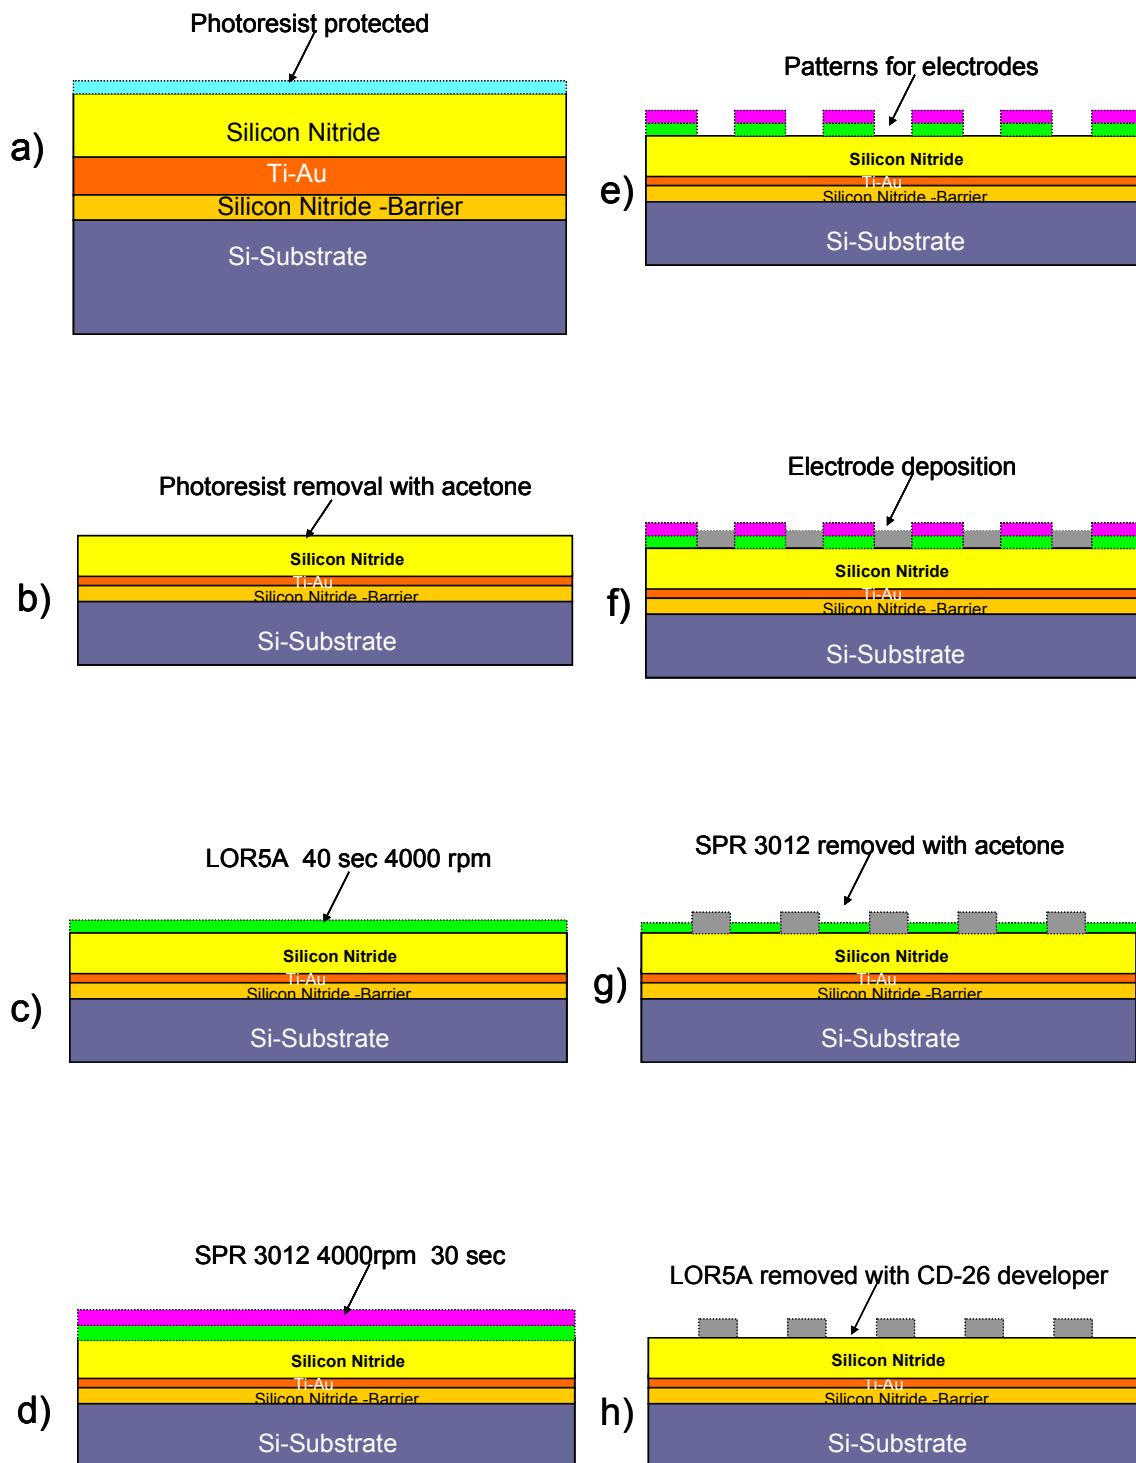 Photoresist protected
a)
Silicon Nitride
Ti-Au
Silicon Nitride -Barrier
Si-Substrate
Photoresist removal with acetone
b)
Silicon Nitride
Ti-Au
Silicon Nitride -Barrier
Si-Substrate
LOR5A 40 sec 4000 rpm
c)
Silicon Nitride
Ti-Au
Silicon Nitride -Barrier
Si-Substrate
SPR 3012 4000rpm 30 sec
d)
Silicon Nitride
Ti-Au
Silicon Nitride -Barrier
Si-Substrate
Patterns for electrodes
e)
Silicon Nitride
Ti-Au
Silicon Nitride -Barrier
Si-Substrate
Electrode deposition
f)
Silicon Nitride
Ti-Au
Silicon Nitride -Barrier
Si-Substrate
SPR 3012 removed with acetone
g)
Silicon Nitride
Ti-Au
Silicon Nitride -Barrier
Si-Substrate
LOR5A removed with CD-26 developer
h)
Silicon Nitride
Ti-Au
Silicon Nitride -Barrier
Si-Substrate